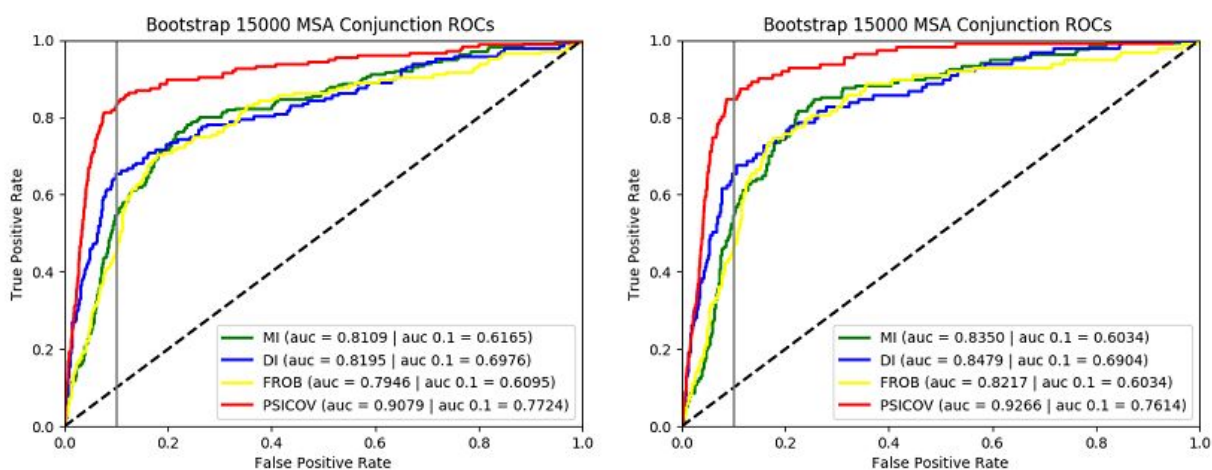 Bootstrap 15000 MSA Conjunction ROCs
1.0
0.8
0.6
0.4
0.2
0.0
True Positive Rate
MI (auc = 0.8109 | auc 0.1 = 0.6165)
DI (auc = 0.8195 | auc 0.1 = 0.6976)
FROB (auc = 0.7946 | auc 0.1 = 0.6095)
PSICOV (auc = 0.9079 | auc 0.1 = 0.7724)
0.0 0.2 0.4 0.6 0.8 1.0
False Positive Rate
Bootstrap 15000 MSA Conjunction ROCs
1.0
0.8
0.6
0.4
0.2
0.0
True Positive Rate
MI (auc = 0.8350 | auc 0.1 = 0.6034)
DI (auc = 0.8479 | auc 0.1 = 0.6904)
FROB (auc = 0.8217 | auc 0.1 = 0.6034)
PSICOV (auc = 0.9266 | auc 0.1 = 0.7614)
0.0 0.2 0.4 0.6 0.8 1.0
False Positive Rate